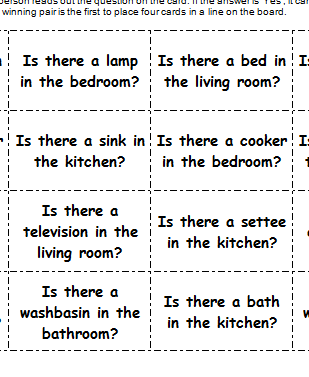 person reads out the question on the card. If the answer is 'Yes', it can
winning pair is the first to place four cards in a line on the board.
Is there a lamp
in the bedroom?
Is there a bed in
the living room?
Is there a sink in
the kitchen?
Is there a cooker
in the bedroom?
Is there a
television in the
living room?
Is there a settee
in the kitchen?
Is there a
washbasin in the
bathroom?
Is there a bath
in the kitchen?